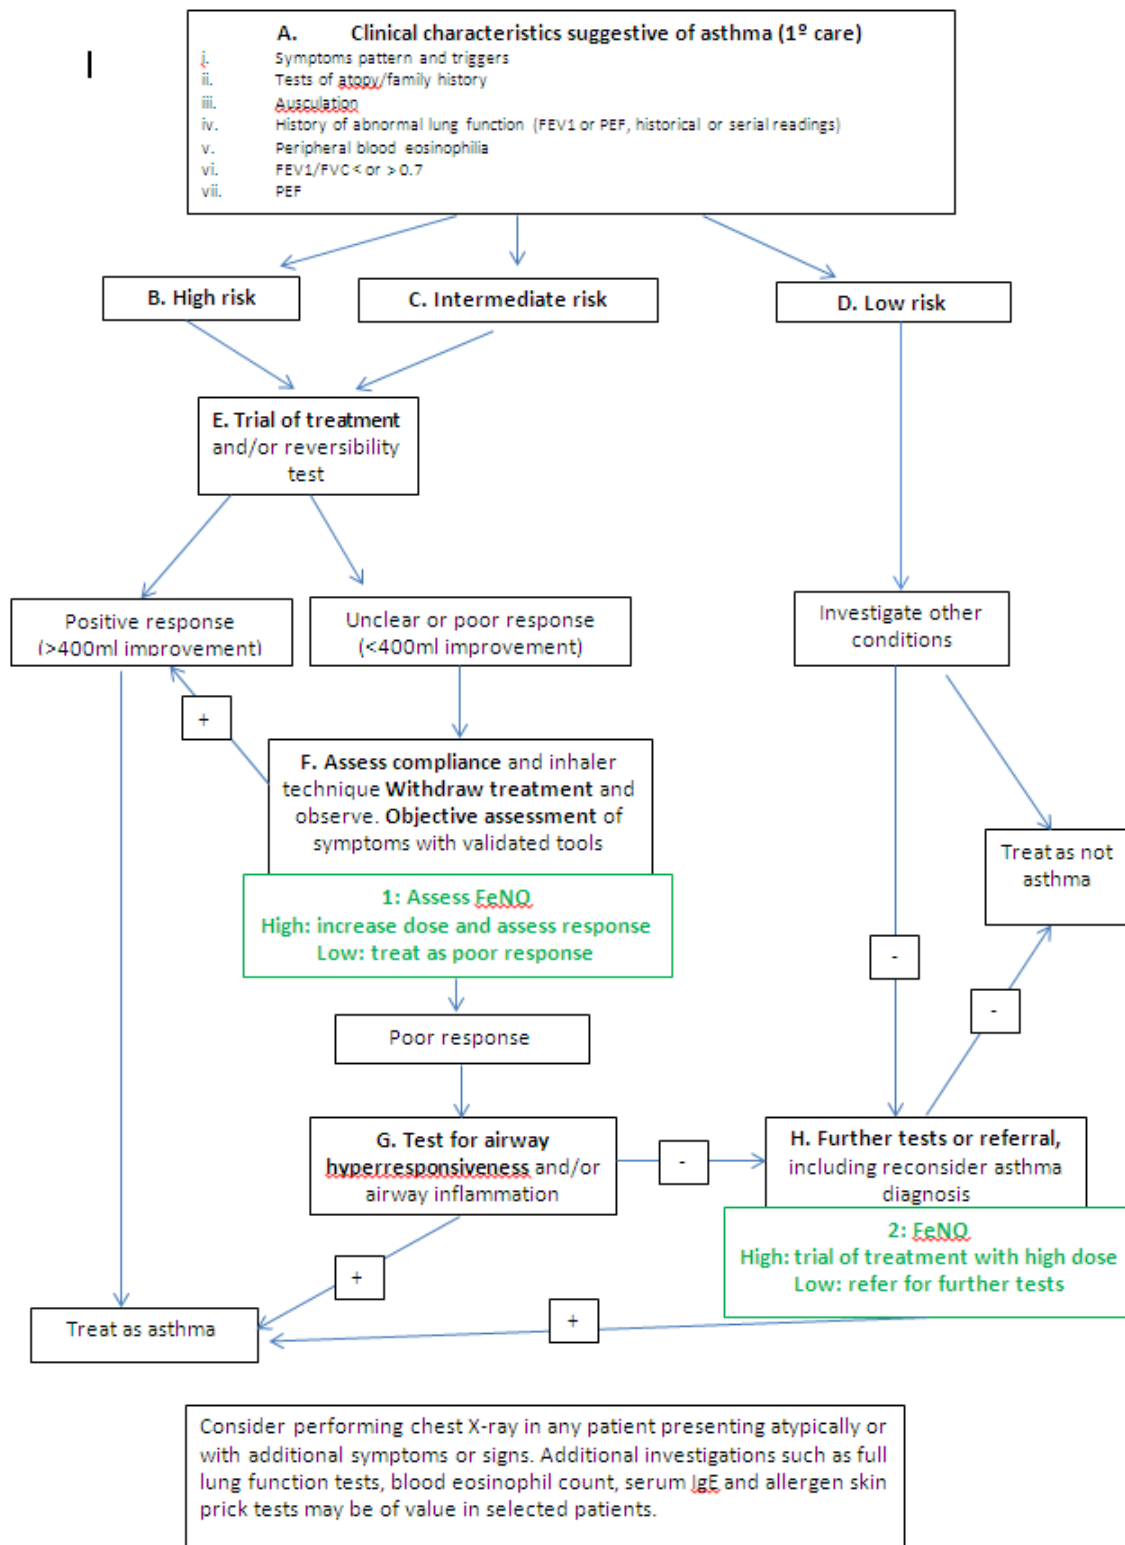 A. Clinical characteristics suggestive of asthma (1º care)
i. Symptoms pattern and triggers
ii. Tests of atopy/family history
iii. Ausculation
iv. History of abnormal lung function (FEV1 or PEF, historical or serial readings)
v. Peripheral blood eosinophilia
vi. FEV1/FVC < or > 0.7
vii. PEF
B. High risk
C. Intermediate risk
D. Low risk
E. Trial of treatment
and/or reversibility
test
Positive response
(>400ml improvement)
Unclear or poor response
(<400ml improvement)
Investigate other
conditions
+
F. Assess compliance and inhaler
technique Withdraw treatment and
observe. Objective assessment of
symptoms with validated tools
1: Assess FeNO
High: increase dose and assess response
Low: treat as poor response
Treat as not
asthma
-
-
Poor response
G. Test for airway
hyperresponsiveness and/or
airway inflammation
-
H. Further tests or referral,
including reconsider asthma
diagnosis
2: FeNO
High: trial of treatment with high dose
Low: refer for further tests
+
+
Treat as asthma
Consider performing chest X-ray in any patient presenting atypically or
with additional symptoms or signs. Additional investigations such as full
lung function tests, blood eosinophil count, serum IgE and allergen skin
prick tests may be of value in selected patients.